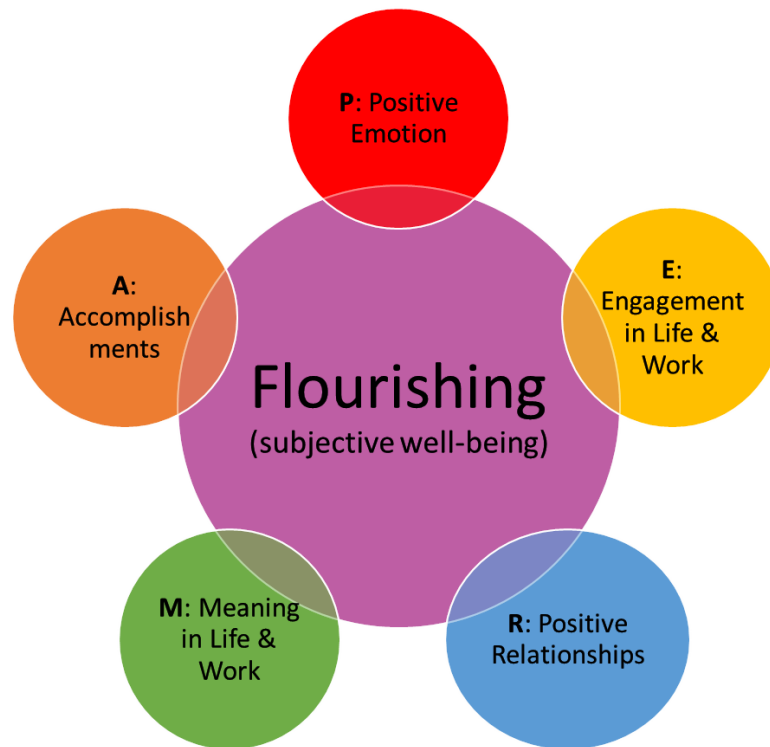 P: Positive
Emotion
E:
Engagement
in Life &
Work
R: Positive
Relationships
M: Meaning
in Life &
Work
A:
Accomplish
ments
Flourishing
(subjective well-being)